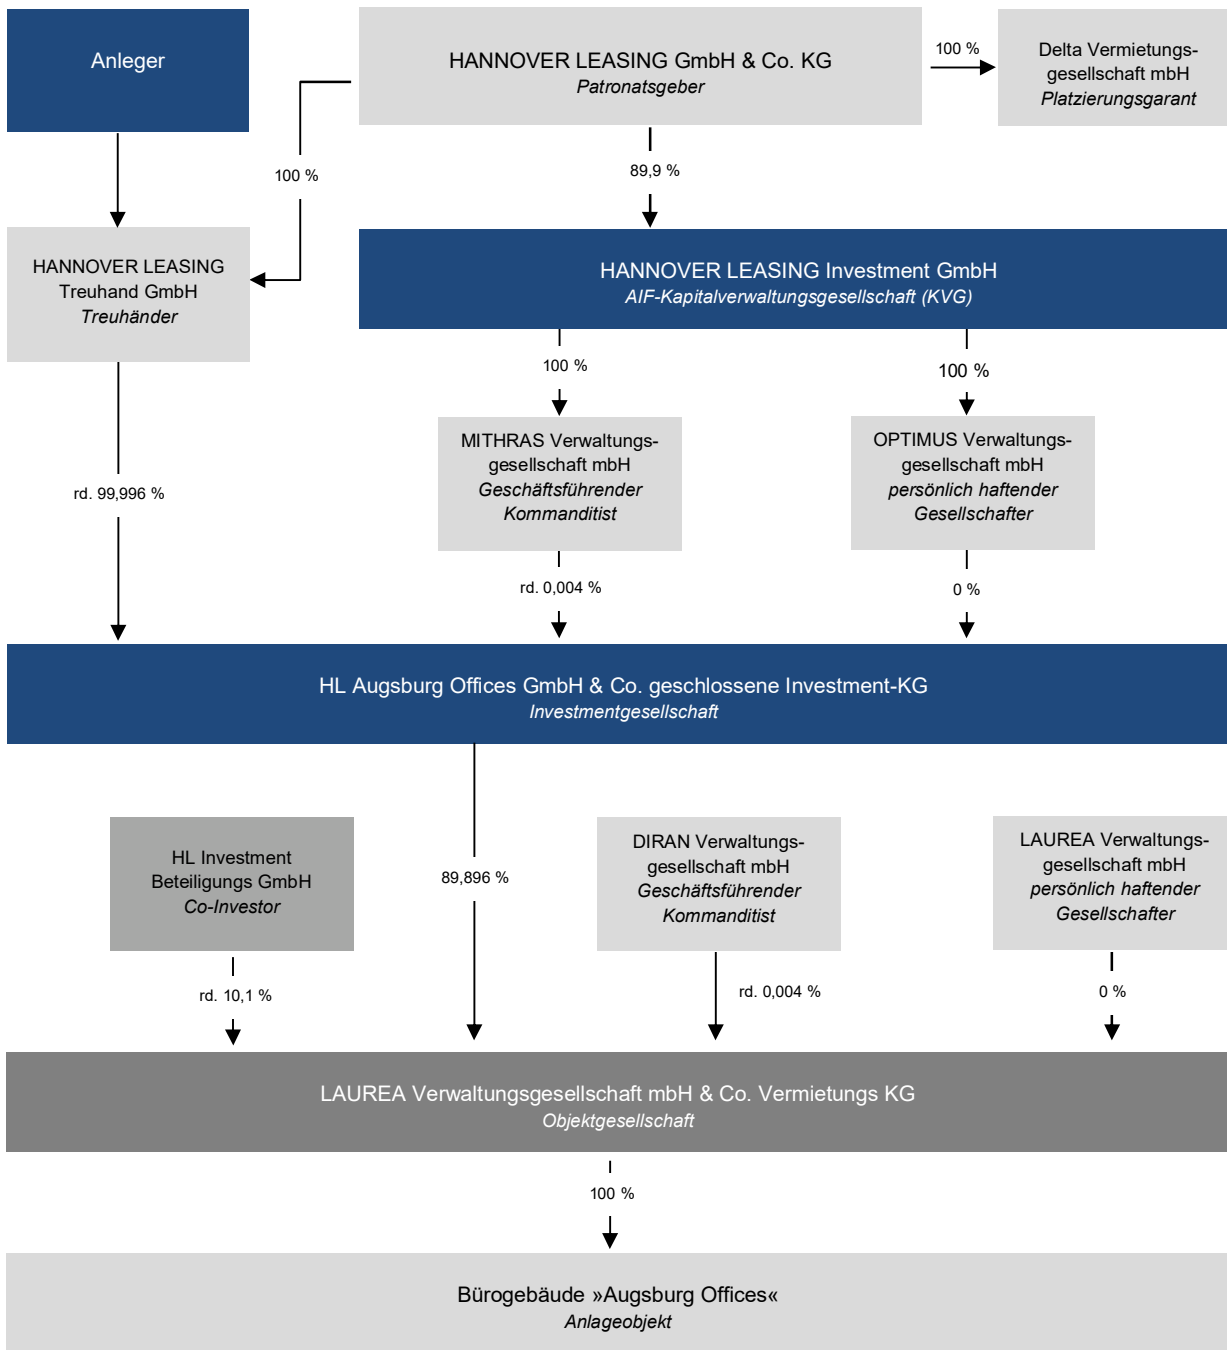 Anleger
HANNOVER LEASING GmbH & Co. KG
Patronatsgeber
100 %
Delta Vermietungs-
gesellschaft mbH
Platzierungsgarant
100 %
89,9 %
HANNOVER LEASING
Treuhand GmbH
Treuhänder
HANNOVER LEASING Investment GmbH
AIF-Kapitalverwaltungsgesellschaft (KVG)
100 %
100 %
MITHRAS Verwaltungs-
gesellschaft mbH
Geschäftsführender
Kommanditist
OPTIMUS Verwaltungs-
gesellschaft mbH
persönlich haftender
Gesellschafter
rd. 99,996 %
rd. 0,004 %
0 %
HL Augsburg Offices GmbH & Co. geschlossene Investment-KG
Investmentgesellschaft
HL Investment
Beteiligungs GmbH
Co-Investor
89,896 %
DIRAN Verwaltungs-
gesellschaft mbH
Geschäftsführender
Kommanditist
LAUREA Verwaltungs-
gesellschaft mbH
persönlich haftender
Gesellschafter
rd. 10,1 %
rd. 0,004 %
0 %
LAUREA Verwaltungsgesellschaft mbH & Co. Vermietungs KG
Objektgesellschaft
100 %
Bürogebäude »Augsburg Offices«
Anlageobjekt